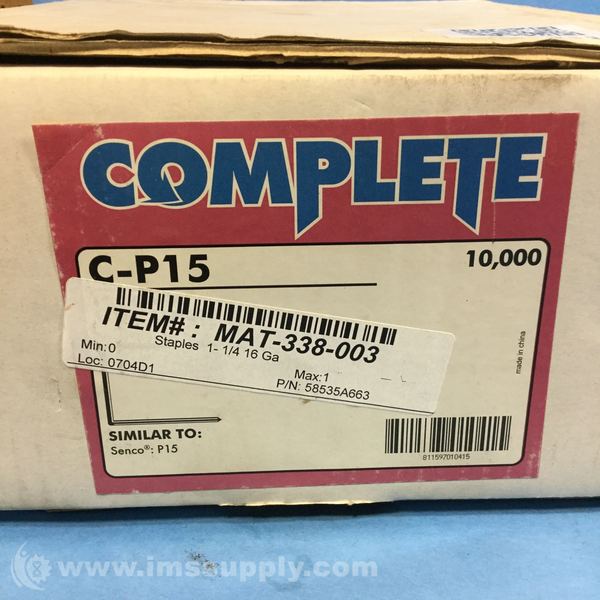 COMPLETE
C-P15
10,000
ITEM#: MAT-338-003
Staples 1-1/4 16 Ga
Min:0
Max:1
Loc: 0704D1
P/N: 58535A663
made in china
SIMILAR TO:
Senco®: P15
811597010415
www.imssupply.com